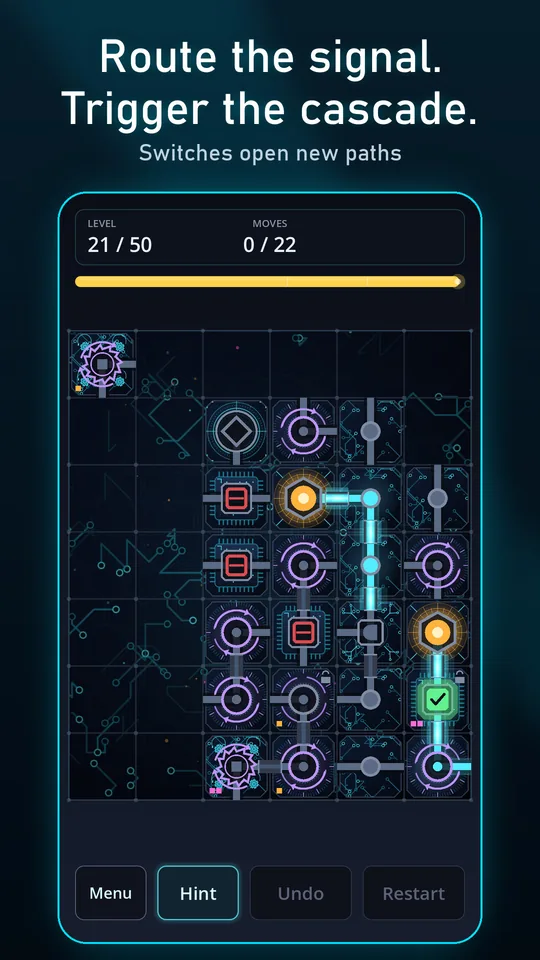 Route the signal.
Trigger the cascade.
Switches open new paths
LEVEL
MOVES
21 / 50
0 / 22
Menu
Hint
Undo
Restart